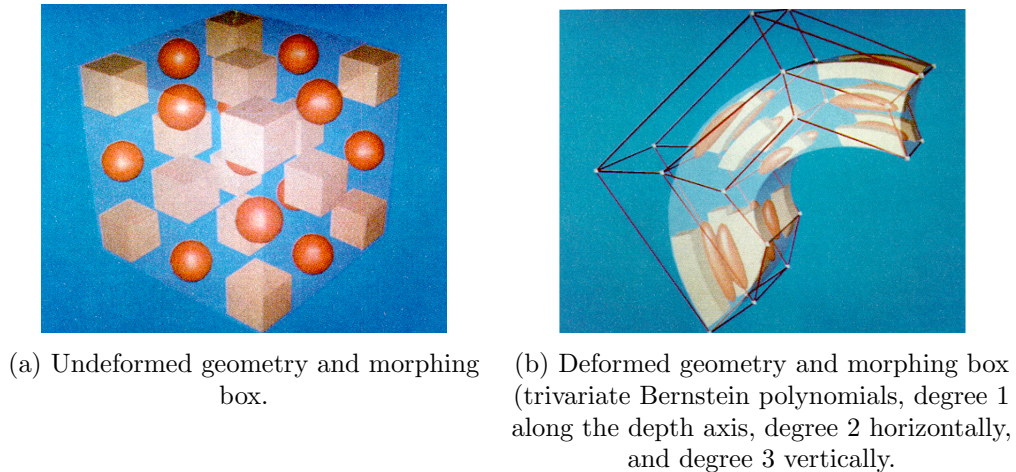 (a) Undeformed geometry and morphing
box.
(b) Deformed geometry and morphing box
(trivariate Bernstein polynomials, degree 1
along the depth axis, degree 2 horizontally,
and degree 3 vertically.